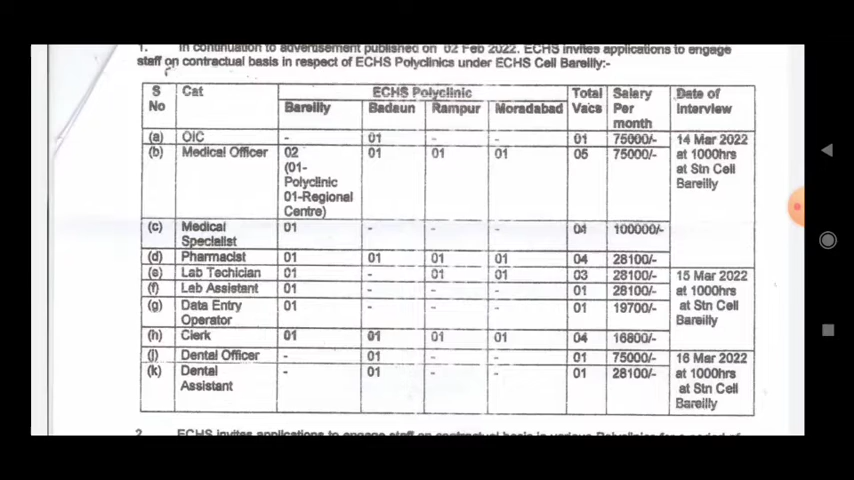 1. In continuation to advertisement published on 02 Feb 2022. ECHS invites applications to engage
staff on contractual basis in respect of ECHS Polyclinics under ECHS Cell Bareilly:-
S No Cat ECHS Polyclinic Total Vacs Salary Per month Date of Interview
Bareilly Badaun Rampur Moradabad
(a) OIC - 01 - - 01 75000/- 14 Mar 2022 at 1000hrs at Stn Cell Bareilly
(b) Medical Officer 02 (01-Polyclinic 01-Regional Centre) 01 01 01 05 75000/-
(c) Medical Specialist 01 - - - 04 100000/-
(d) Pharmacist 01 01 01 01 04 28100/-
(e) Lab Techician 01 - 01 01 03 28100/- 15 Mar 2022 at 1000hrs at Stn Cell Bareilly
(f) Lab Assistant 01 - - - 01 28100/-
(g) Data Entry Operator 01 - - - 01 19700/-
(h) Clerk 01 01 01 01 04 16800/-
(j) Dental Officer - 01 - - 01 75000/- 16 Mar 2022 at 1000hrs at Stn Cell Bareilly
(k) Dental Assistant - 01 - - 01 28100/-
2. ECHS invites applications to engage staff on contractual basis in various Polyclinics for a period of